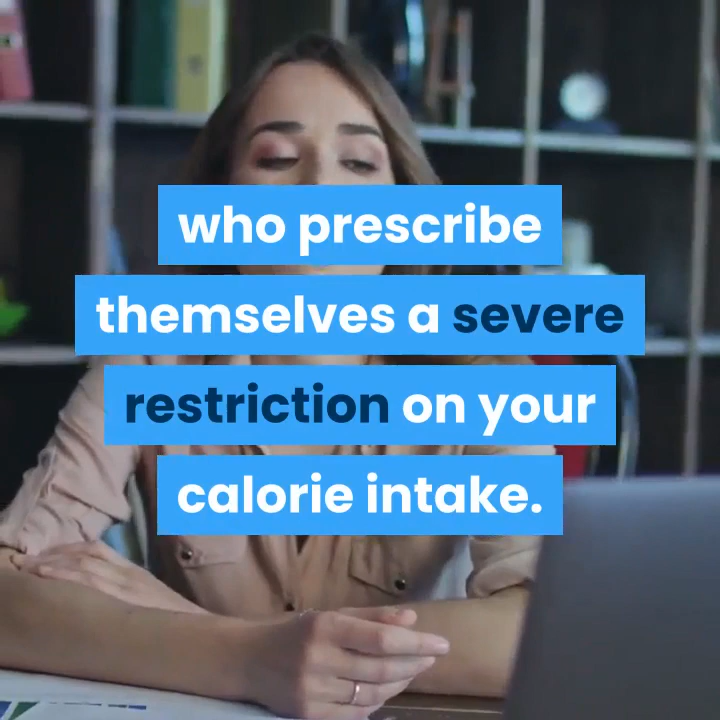 who prescribe
themselves a severe
restriction on your
calorie intake.